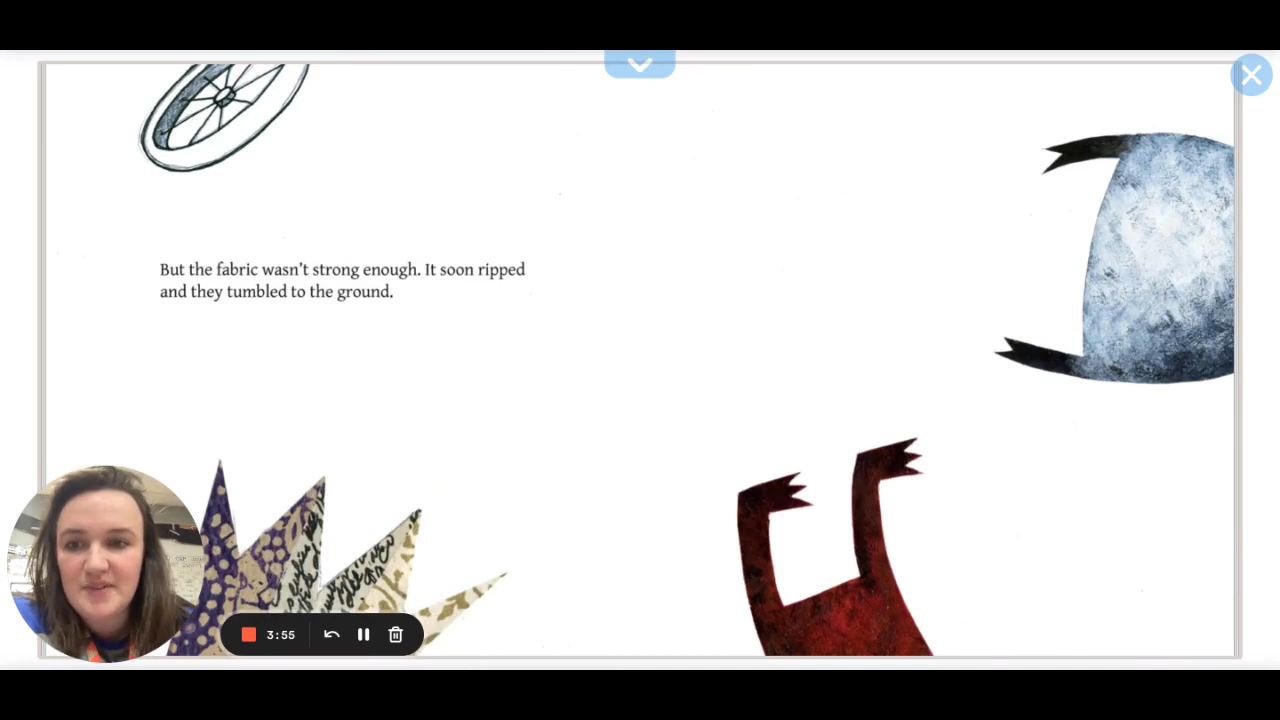 But the fabric wasn't strong enough. It soon ripped
and they tumbled to the ground.
3:55